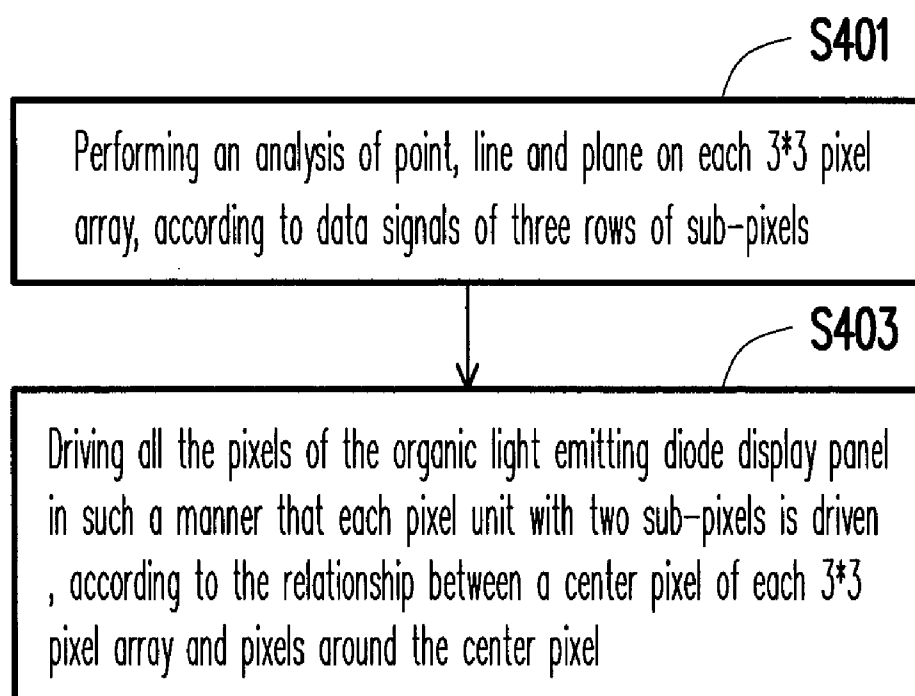 S401
Performing an analysis of point, line and plane on each 3*3 pixel
array, according to data signals of three rows of sub-pixels
S403
Driving all the pixels of the organic light emitting diode display panel
in such a manner that each pixel unit with two sub-pixels is driven
, according to the relationship between a center pixel of each 3*3
pixel array and pixels around the center pixel